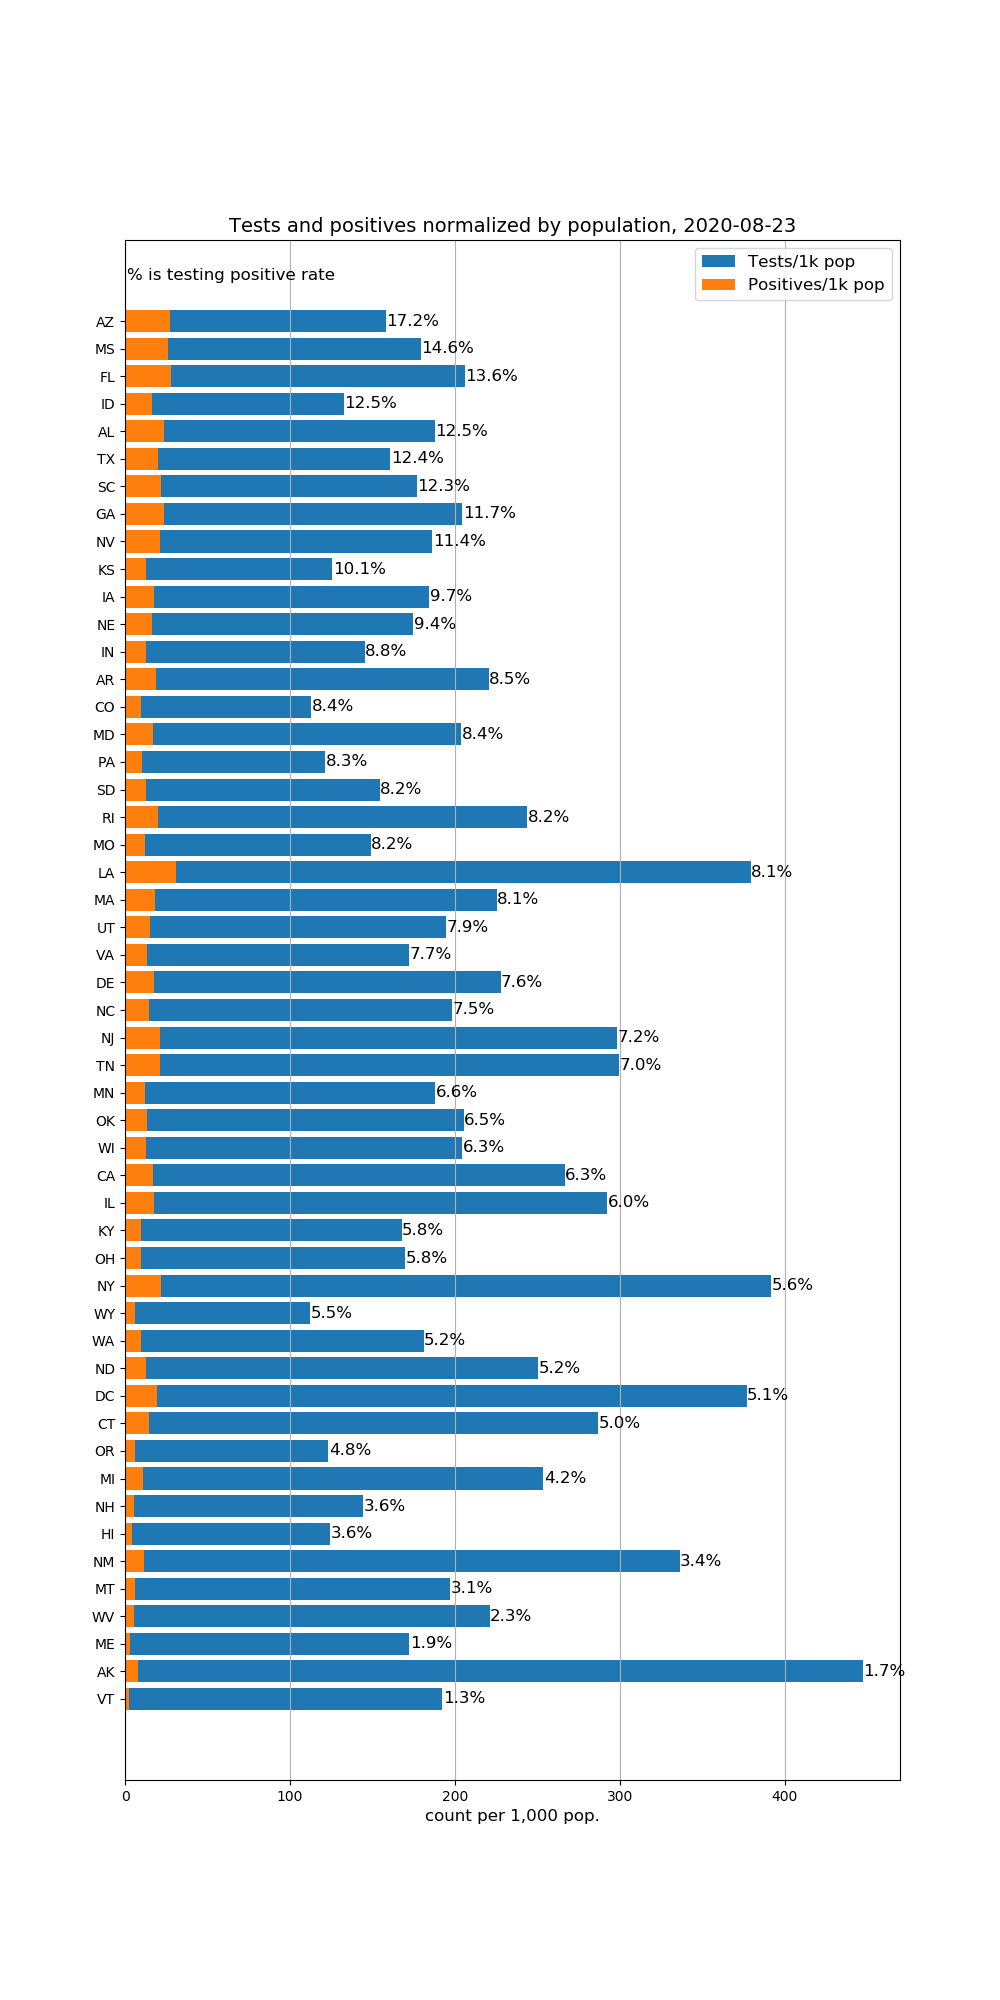 Tests and positives normalized by population, 2020-08-23
% is testing positive rate
Tests/1k pop
Positives/1k pop
AZ 17.2%
MS 14.6%
FL 13.6%
ID 12.5%
AL 12.5%
TX 12.4%
SC 12.3%
GA 11.7%
NV 11.4%
KS 10.1%
IA 9.7%
NE 9.4%
IN 8.8%
AR 8.5%
CO 8.4%
MD 8.4%
PA 8.3%
SD 8.2%
RI 8.2%
MO 8.2%
LA 8.1%
MA 8.1%
UT 7.9%
VA 7.7%
DE 7.6%
NC 7.5%
NJ 7.2%
TN 7.0%
MN 6.6%
OK 6.5%
WI 6.3%
CA 6.3%
IL 6.0%
KY 5.8%
OH 5.8%
NY 5.6%
WY 5.5%
WA 5.2%
ND 5.2%
DC 5.1%
CT 5.0%
OR 4.8%
MI 4.2%
NH 3.6%
HI 3.6%
NM 3.4%
MT 3.1%
WV 2.3%
ME 1.9%
AK 1.7%
VT 1.3%
0 100 200 300 400
count per 1,000 pop.